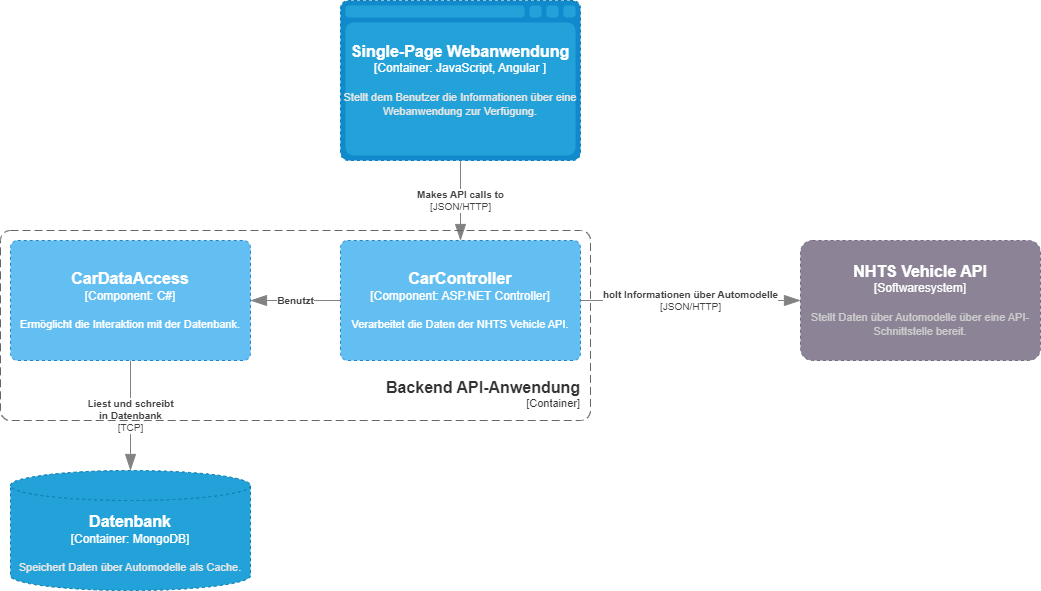 Single-Page Webanwendung
[Container: JavaScript, Angular ]
Stellt dem Benutzer die Informationen über eine
Webanwendung zur Verfügung.
Makes API calls to
[JSON/HTTP]
CarDataAccess
[Component: C#]
Ermöglicht die Interaktion mit der Datenbank.
Benutzt
CarController
[Component: ASP.NET Controller]
Verarbeitet die Daten der NHTS Vehicle API.
holt Informationen über Automodelle
[JSON/HTTP]
NHTS Vehicle API
[Softwaresystem]
Stellt Daten über Automodelle über eine API-
Schnittstelle bereit.
Backend API-Anwendung
[Container]
Liest und schreibt
in Datenbank
[TCP]
Datenbank
[Container: MongoDB]
Speichert Daten über Automodelle als Cache.